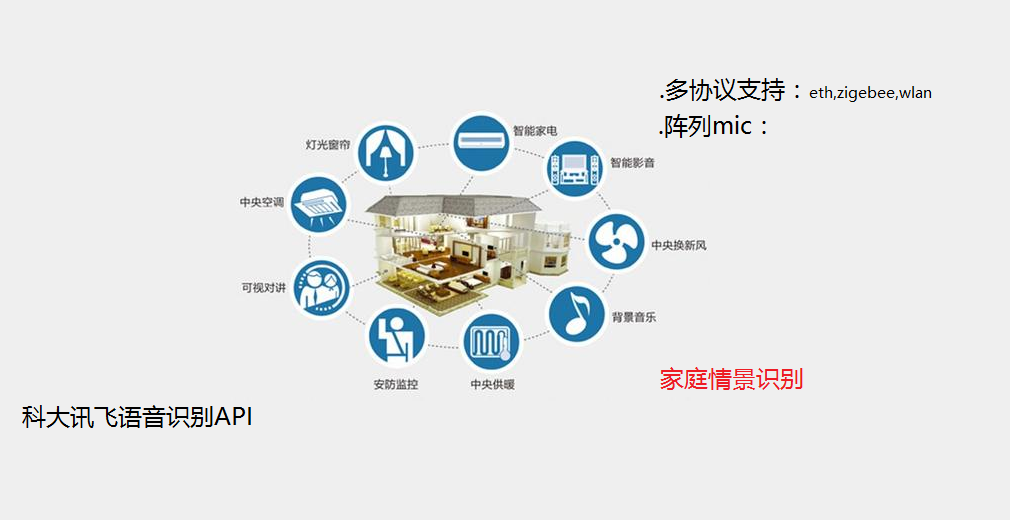 .多协议支持：eth,zigebee,wlan
.阵列mic：
智能家电
灯光窗帘
智能影音
中央空调
中央换新风
可视对讲
背景音乐
家庭情景识别
安防监控
中央供暖
科大讯飞语音识别API